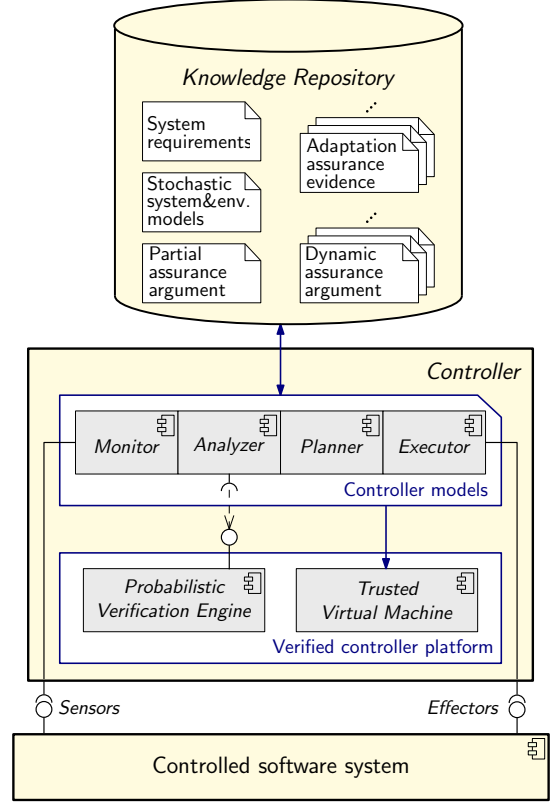 Knowledge Repository
System
requirements
Stochastic
system&env.
models
Partial
assurance
argument
Adaptation
assurance
evidence
Dynamic
assurance
argument
Controller
Monitor
Analyzer
Planner
Executor
Controller models
Probabilistic
Verification Engine
Trusted
Virtual Machine
Verified controller platform
Sensors
Effectors
Controlled software system